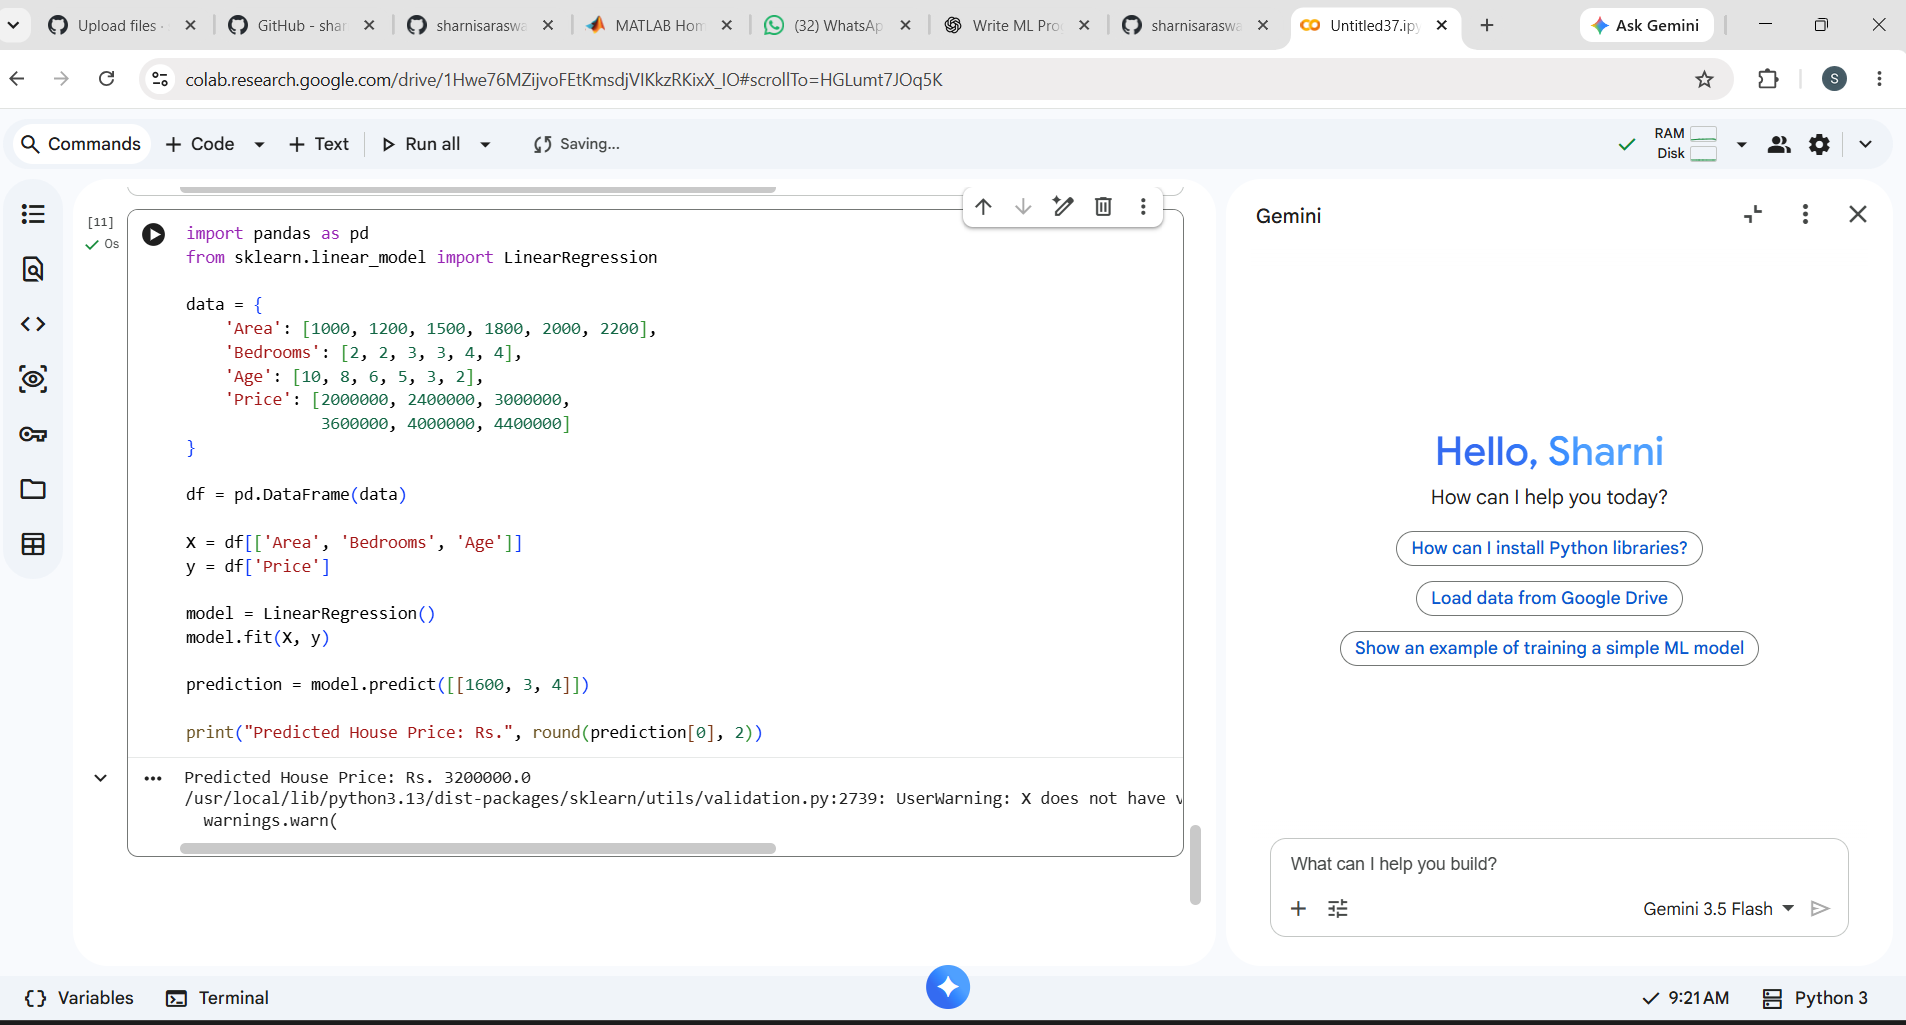 Upload files ·
GitHub - shar
sharnisaraswa
MATLAB Hom
(32) WhatsAp
Write ML Pro
sharnisaraswa
Untitled37.ipy
Ask Gemini
colab.research.google.com/drive/1Hwe76MZijvoFEtKmsdjVIKkzRKixX_IO#scrollTo=HGLumt7JOq5K
S
Commands
+ Code
+ Text
Run all
Saving...
RAM
Disk
[11]
0s
import pandas as pd
from sklearn.linear_model import LinearRegression
data = {
'Area': [1000, 1200, 1500, 1800, 2000, 2200],
'Bedrooms': [2, 2, 3, 3, 4, 4],
'Age': [10, 8, 6, 5, 3, 2],
'Price': [2000000, 2400000, 3000000,
3600000, 4000000, 4400000]
}
df = pd.DataFrame(data)
X = df[['Area', 'Bedrooms', 'Age']]
y = df['Price']
model = LinearRegression()
model.fit(X, y)
prediction = model.predict([[1600, 3, 4]])
print("Predicted House Price: Rs.", round(prediction[0], 2))
Predicted House Price: Rs. 3200000.0
/usr/local/lib/python3.13/dist-packages/sklearn/utils/validation.py:2739: UserWarning: X does not have v
warnings.warn(
Gemini
Hello, Sharni
How can I help you today?
How can I install Python libraries?
Load data from Google Drive
Show an example of training a simple ML model
What can I help you build?
Gemini 3.5 Flash
{} Variables
Terminal
9:21 AM
Python 3